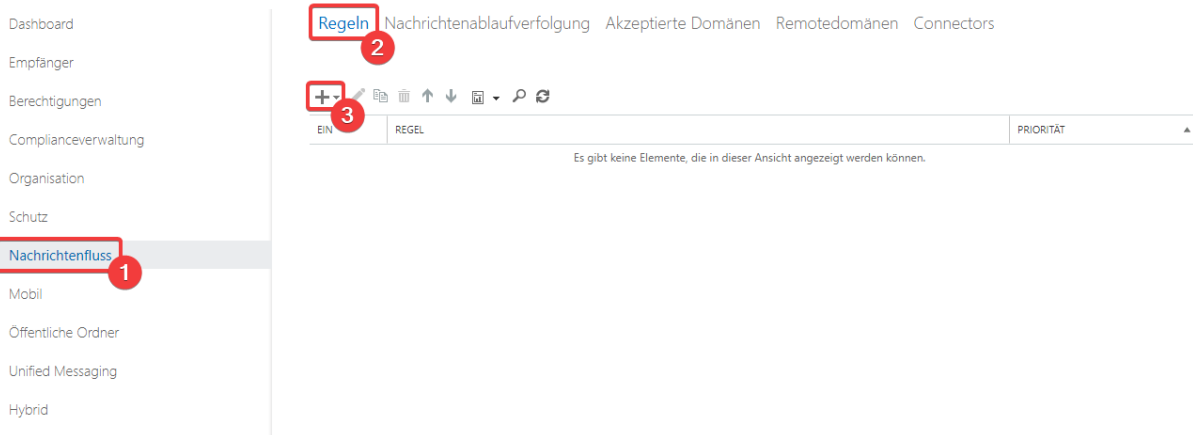 Dashboard
Empfänger
Berechtigungen
Complianceverwaltung
Organisation
Schutz
Nachrichtenfluss
1
Mobil
Öffentliche Ordner
Unified Messaging
Hybrid
Regeln Nachrichtenablaufverfolgung Akzeptierte Domänen Remotedomänen Connectors
2
3
EIN REGEL PRIORITÄT
Es gibt keine Elemente, die in dieser Ansicht angezeigt werden können.